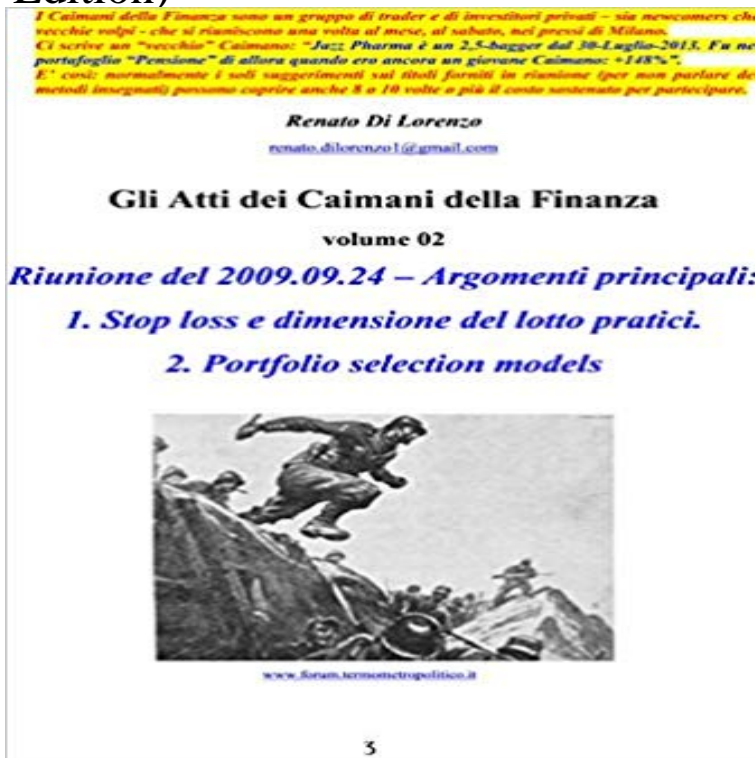 Edition)
I Caimani della Finanza sono un gruppo di trader e di investitori privati – sia newcomers che
vecchie volpi - che si riuniscono una volta al mese, al sabato, nei pressi di Milano.
Ci scrive un "vecchio" Caimano: "Jazz Pharma è un 2,5-bagger dal 30-Luglio-2013. Fu no
portafoglio "Pensione" di allora quando ero ancora un giovane Caimano: +148%".
E' così: normalmente i soli suggerimenti sui titoli forniti in riunione (per non parlare de
metodi insegnati) possono coprire anche 8 o 10 volte o più il costo sostenuto per partecipare.
Renato Di Lorenzo
renato.dilorenzo1@gmail.com
Gli Atti dei Caimani della Finanza
volume 02
Riunione del 2009.09.24 – Argomenti principali:
1. Stop loss e dimensione del lotto pratici.
2. Portfolio selection models
www.forum.termometropolitico.it
3